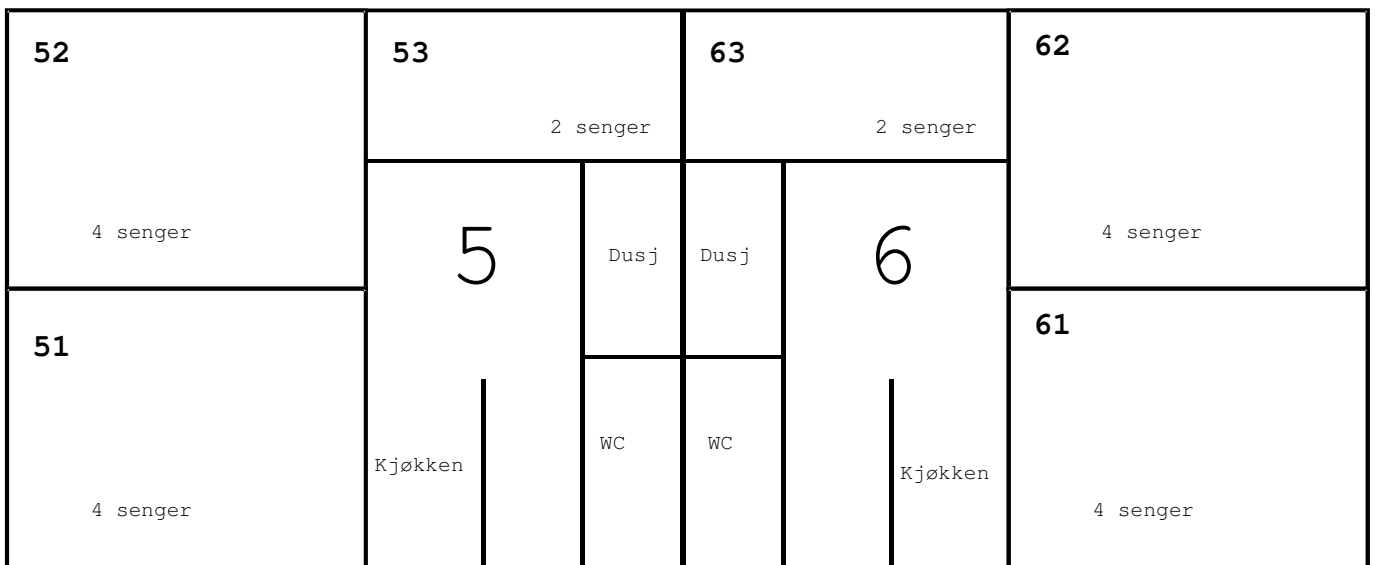 52
53
63
62
2 senger
2 senger
4 senger
5
Dusj
Dusj
6
4 senger
51
61
WC
WC
Kjøkken
Kjøkken
4 senger
4 senger